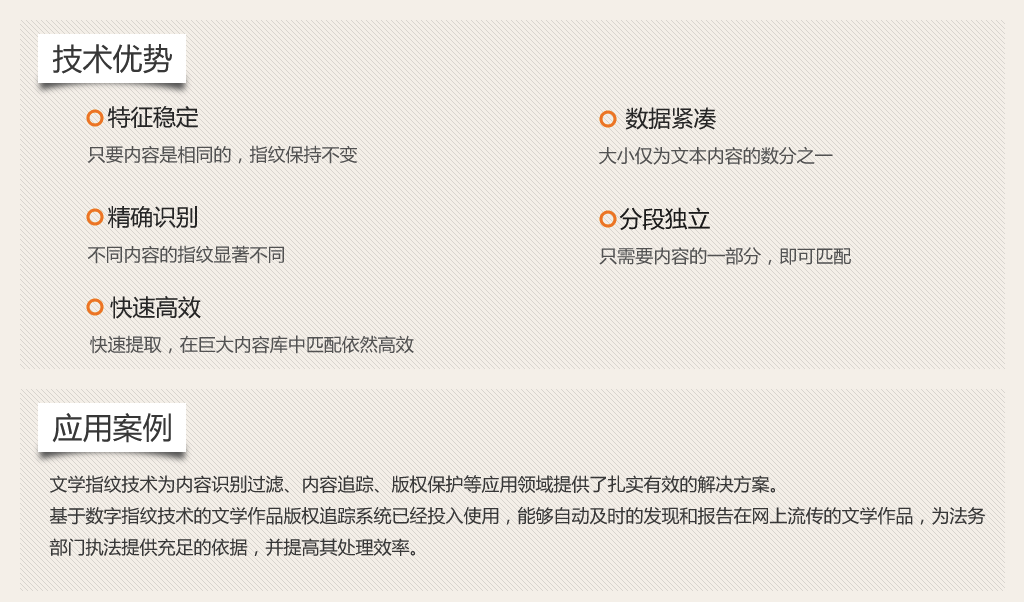 技术优势
特征稳定
只要内容是相同的，指纹保持不变
数据紧凑
大小仅为文本内容的数分之一
精确识别
不同内容的指纹显著不同
分段独立
只需要内容的一部分，即可匹配
快速高效
快速提取，在巨大内容库中匹配依然高效
应用案例
文学指纹技术为内容识别过滤、内容追踪、版权保护等应用领域提供了扎实有效的解决方案。
基于数字指纹技术的文学作品版权追踪系统已经投入使用，能够自动及时的发现和报告在网上流传的文学作品，为法务
部门执法提供充足的依据，并提高其处理效率。